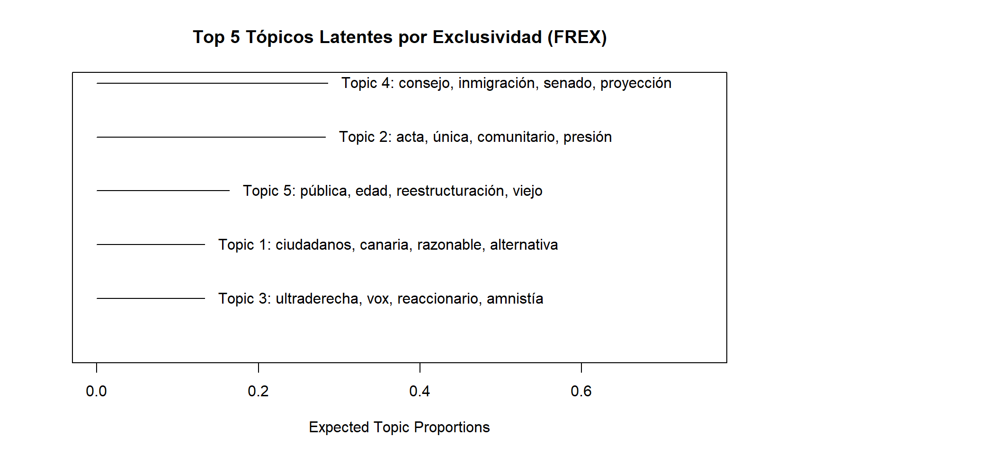 Top 5 Tópicos Latentes por Exclusividad (FREX)
Topic 4: consejo, inmigración, senado, proyección
Topic 2: acta, única, comunitario, presión
Topic 5: pública, edad, reestructuración, viejo
Topic 1: ciudadanos, canaria, razonable, alternativa
Topic 3: ultraderecha, vox, reaccionario, amnistía
0.0 0.2 0.4 0.6
Expected Topic Proportions